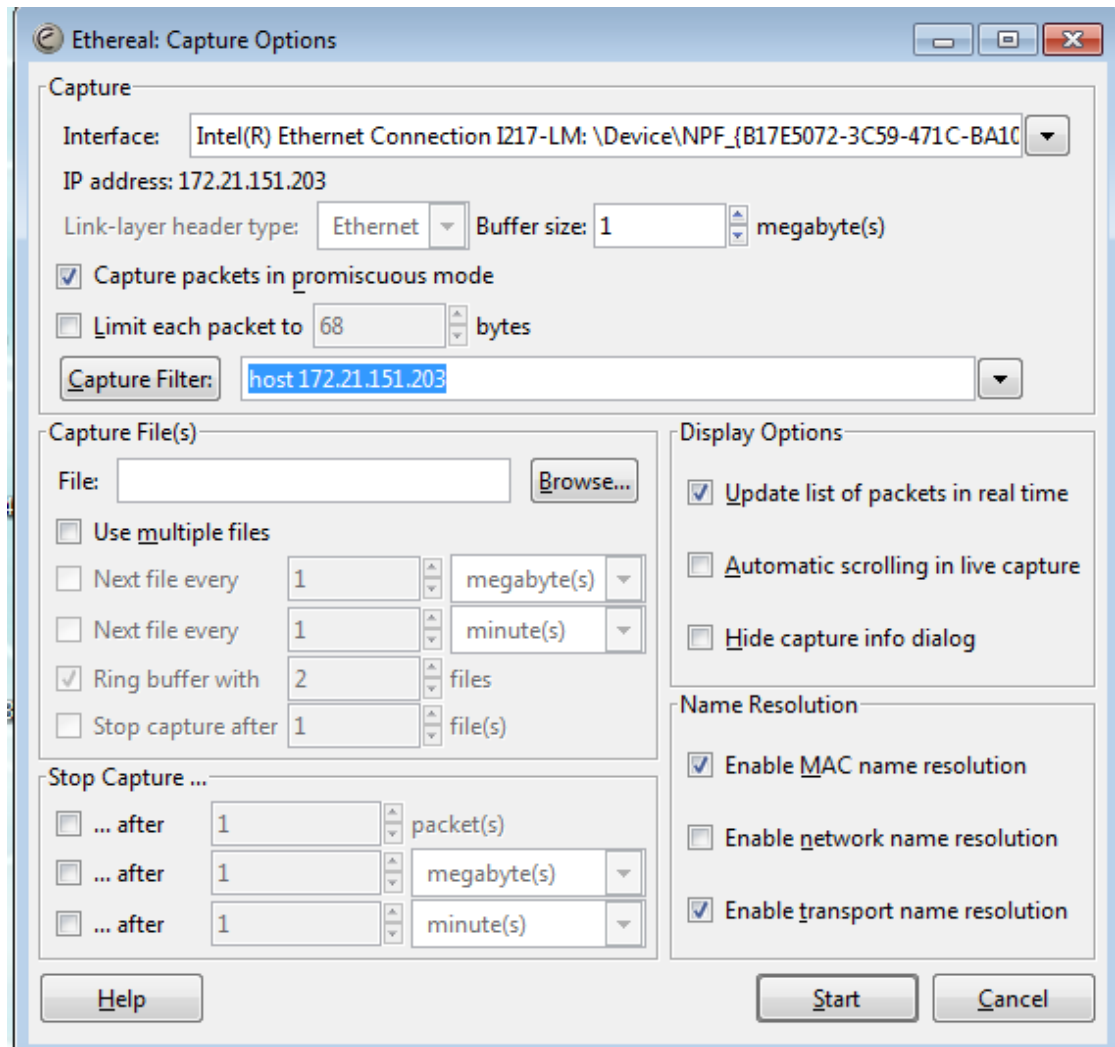 Ethereal: Capture Options
Capture
Interface: Intel(R) Ethernet Connection I217-LM: \Device\NPF_{B17E5072-3C59-471C-BA10
IP address: 172.21.151.203
Link-layer header type: Ethernet Buffer size: 1 megabyte(s)
Capture packets in promiscuous mode
Limit each packet to 68 bytes
Capture Filter: host 172.21.151.203
Capture File(s)
File: Browse...
Use multiple files
Next file every 1 megabyte(s)
Next file every 1 minute(s)
Ring buffer with 2 files
Stop capture after 1 file(s)
Stop Capture ...
... after 1 packet(s)
... after 1 megabyte(s)
... after 1 minute(s)
Display Options
Update list of packets in real time
Automatic scrolling in live capture
Hide capture info dialog
Name Resolution
Enable MAC name resolution
Enable network name resolution
Enable transport name resolution
Help Start Cancel